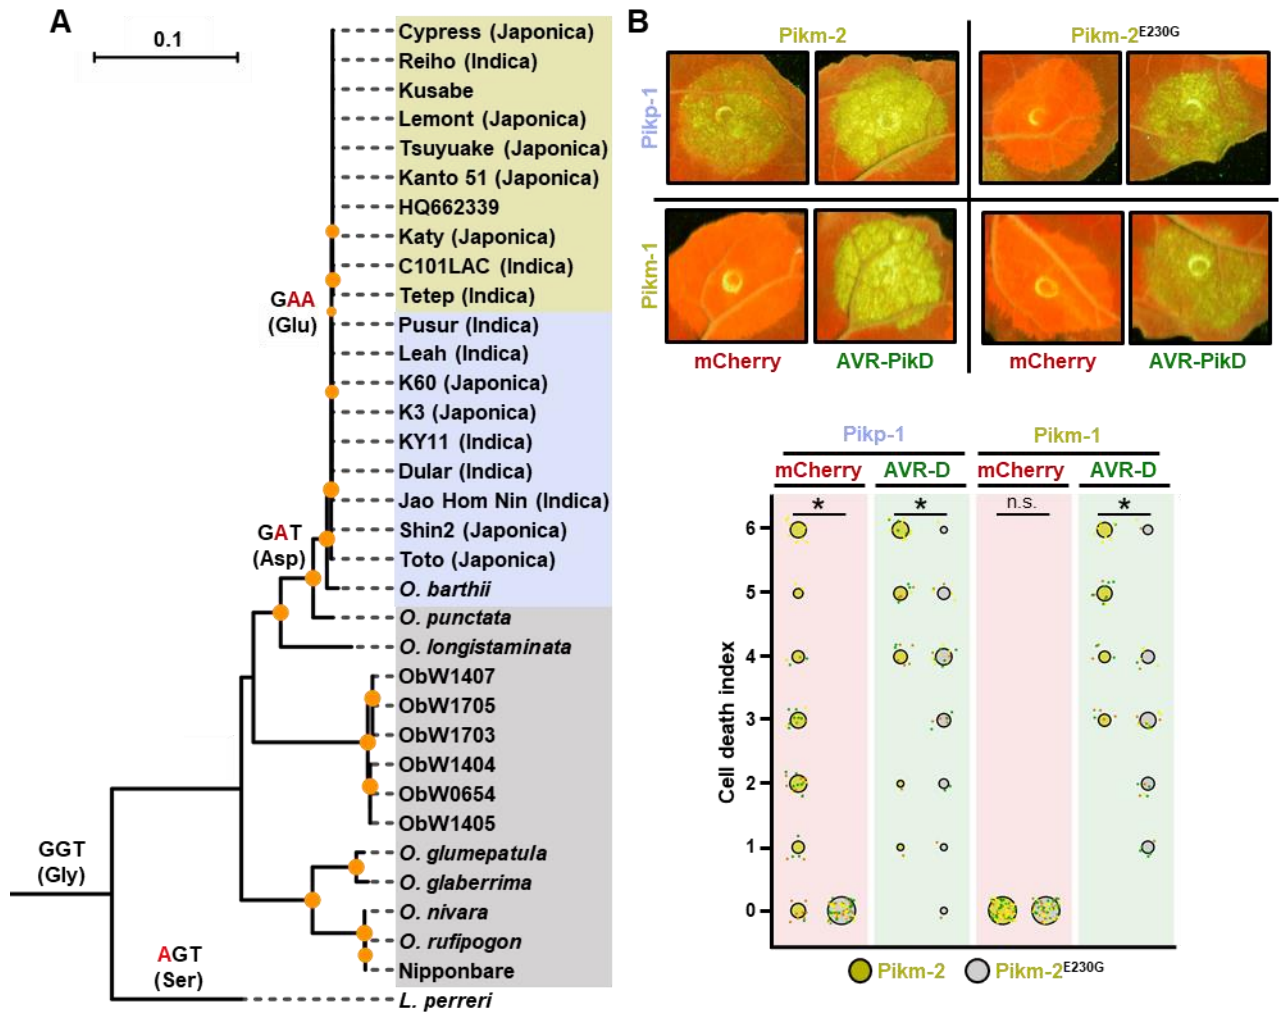 A
0.1
Cypress (Japonica)
Reiho (Indica)
Kusabe
Lemont (Japonica)
Tsuyuake (Japonica)
Kanto 51 (Japonica)
HQ662339
Katy (Japonica)
C101LAC (Indica)
Tetep (Indica)
Pusur (Indica)
Leah (Indica)
K60 (Japonica)
K3 (Japonica)
KY11 (Indica)
Dular (Indica)
Jao Hom Nin (Indica)
Shin2 (Japonica)
Toto (Japonica)
O. barthii
O. punctata
O. longistaminata
ObW1407
ObW1705
ObW1703
ObW1404
ObW0654
ObW1405
O. glumepatula
O. glaberrima
O. nivara
O. rufipogon
Nipponbare
L. perreri
GAA
(Glu)
GAT
(Asp)
GGT
(Gly)
AGT
(Ser)
B
Pikm-2
Pikm-2E230G
Pikp-1
Pikm-1
mCherry
AVR-PikD
mCherry
AVR-PikD
Pikp-1
Pikm-1
mCherry
AVR-D
mCherry
AVR-D
*
*
n.s.
*
Cell death index
6
5
4
3
2
1
0
Pikm-2
Pikm-2E230G